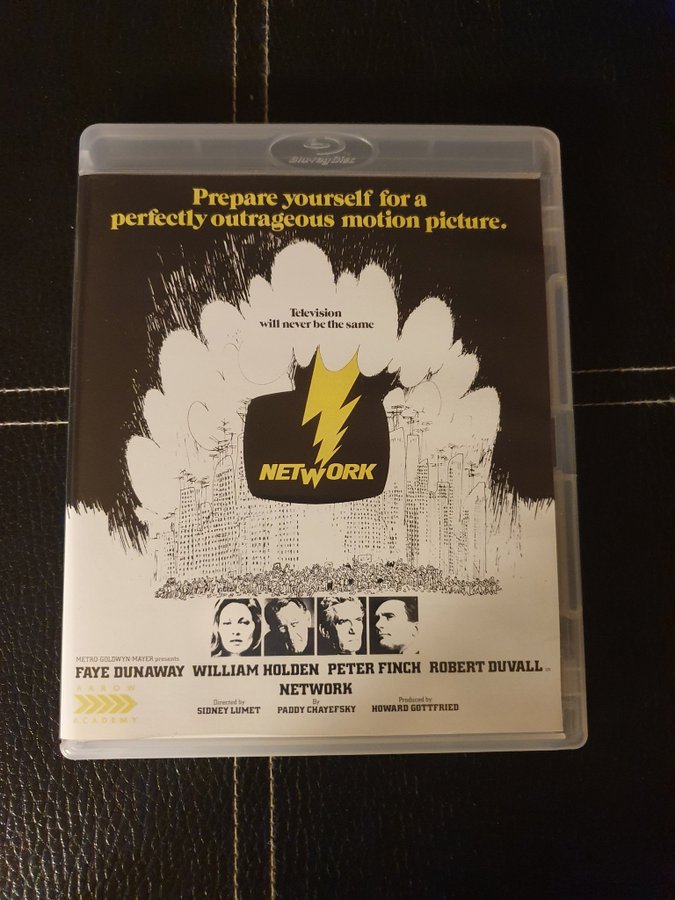 Blu-ray Disc
Prepare yourself for a
perfectly outrageous motion picture.
Television
will never be the same
NETWORK
METRO-GOLDWYN-MAYER presents
FAYE DUNAWAY WILLIAM HOLDEN PETER FINCH ROBERT DUVALL in
NETWORK
ARROW
ACADEMY
Directed by
SIDNEY LUMET
By
PADDY CHAYEFSKY
Produced by
HOWARD GOTTFRIED